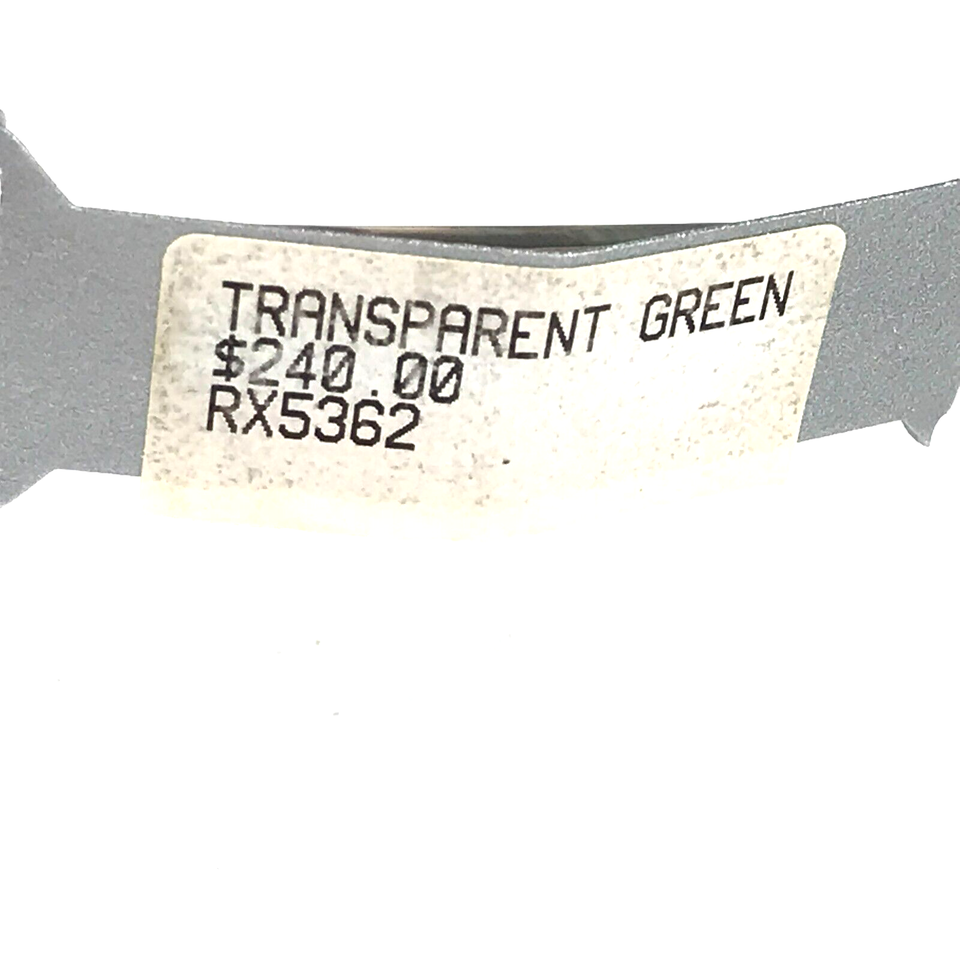 TRANSPARENT GREEN
$240.00
RX5362